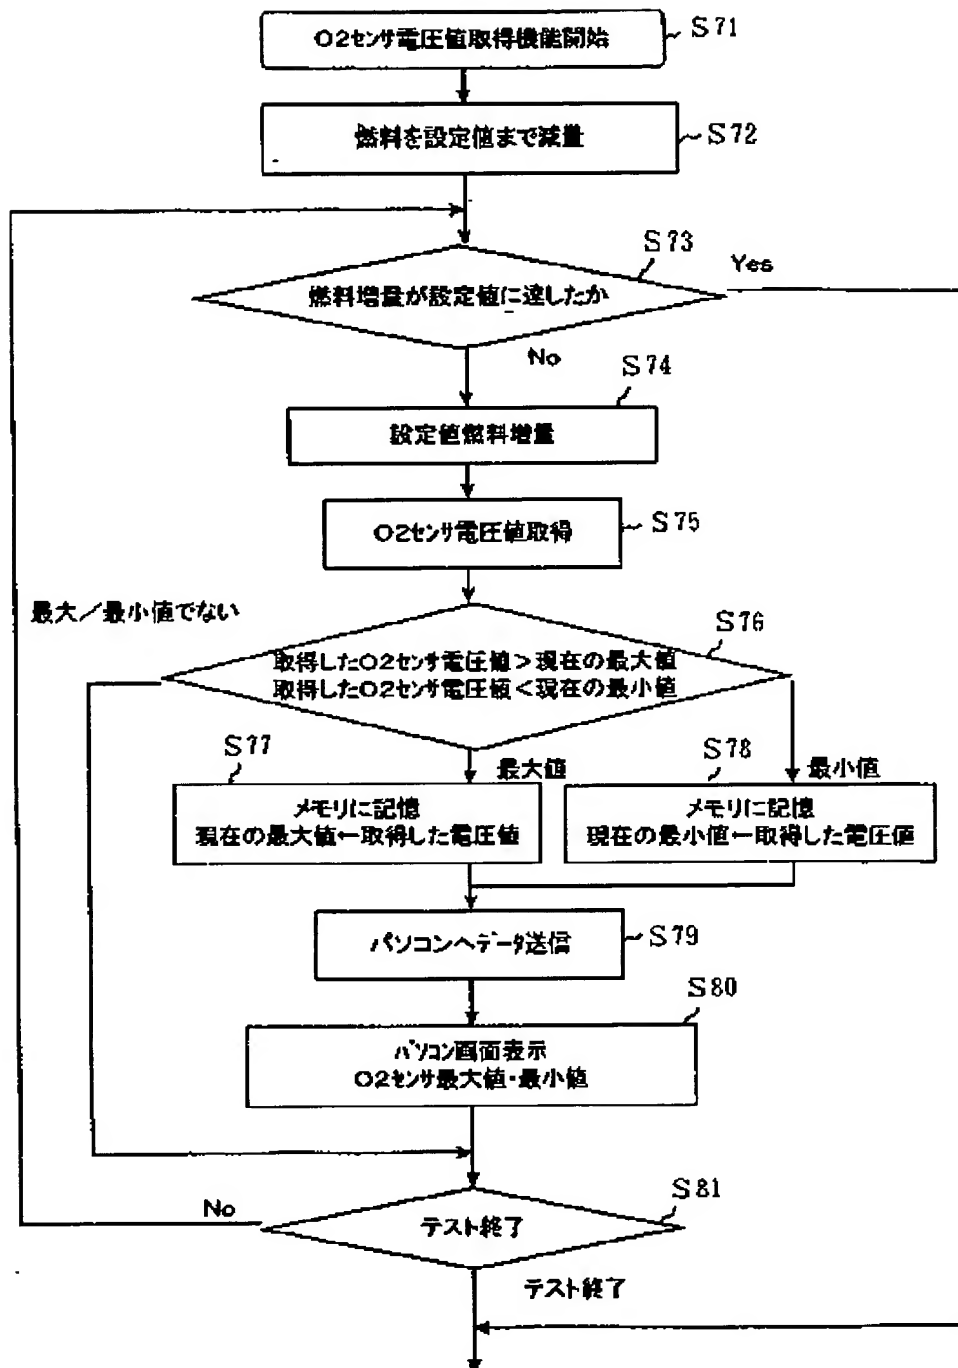 O2センサ電圧値取得機能開始
S71
燃料を設定値まで減量
S72
S73
Yes
燃料増量が設定値に達したか
No
S74
設定値燃料増量
O2センサ電圧値取得
S75
最大／最小値でない
S76
取得したO2センサ電圧値＞現在の最大値
取得したO2センサ電圧値＜現在の最小値
S77
最大値
S78
最小値
メモリに記憶
現在の最大値←取得した電圧値
メモリに記憶
現在の最小値←取得した電圧値
パソコンへデータ送信
S79
S80
パソコン画面表示
O2センサ最大値・最小値
No
S81
テスト終了
テスト終了